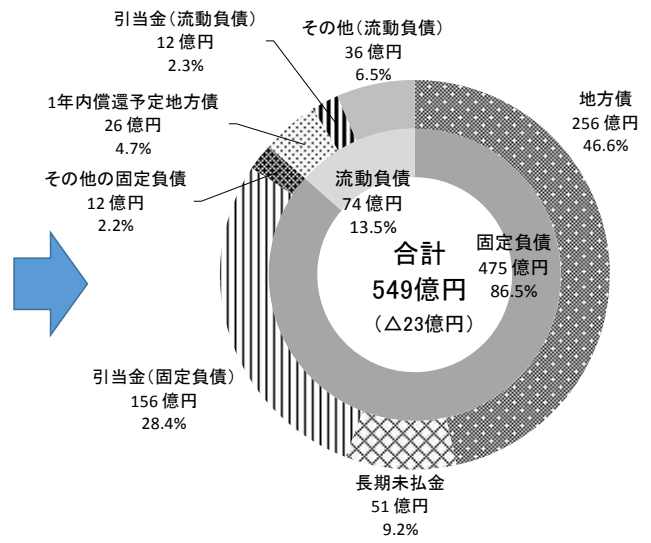 引当金(流動負債)
12 億円
2.3%
その他(流動負債)
36 億円
6.5%
1年内償還予定地方債
26 億円
4.7%
その他の固定負債
12 億円
2.2%
地方債
256 億円
46.6%
流動負債
74 億円
13.5%
固定負債
475 億円
86.5%
合計
549億円
(△23億円)
引当金(固定負債)
156 億円
28.4%
長期未払金
51 億円
9.2%